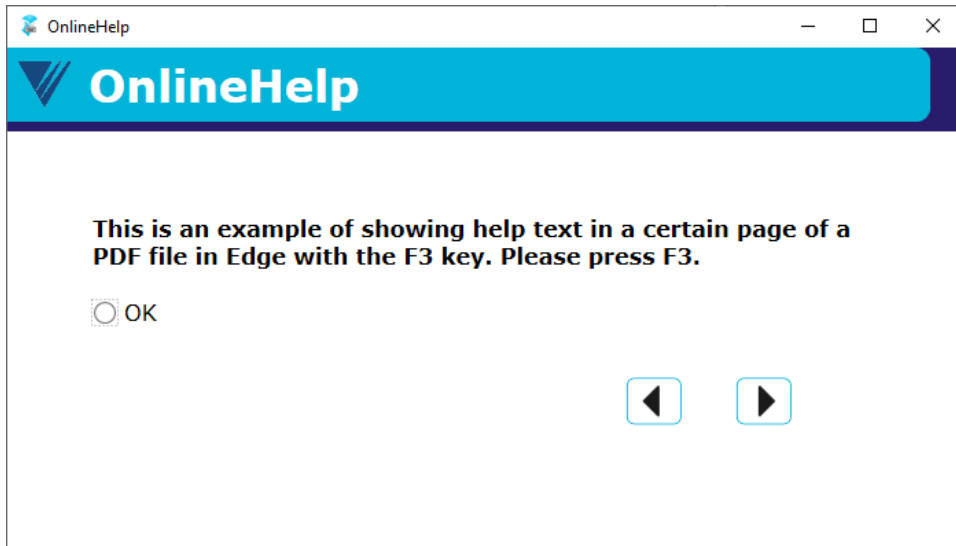 OnlineHelp
OnlineHelp
This is an example of showing help text in a certain page of a
PDF file in Edge with the F3 key. Please press F3.
OK